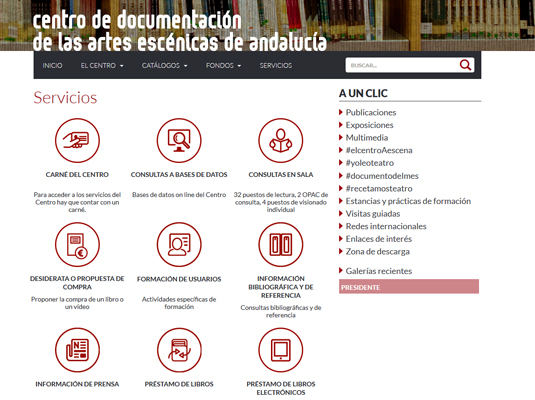 centro de documentación
de las artes escénicas de andalucía
INICIO EL CENTRO CATÁLOGOS FONDOS SERVICIOS
BUSCAR...
Servicios
CARNÉ DEL CENTRO
Para acceder a los servicios del
Centro hay que contar con un
carné.
CONSULTAS A BASES DE DATOS
Bases de datos on line del Centro
CONSULTAS EN SALA
32 puestos de lectura, 2 OPAC de
consulta, 4 puestos de visionado
individual
DESIDERATA O PROPUESTA DE
COMPRA
Proponer la compra de un libro o
un video
FORMACIÓN DE USUARIOS
Actividades específicas de
formación
INFORMACIÓN
BIBLIOGRÁFICA Y DE
REFERENCIA
Consultas bibliográficas y de
referencia
INFORMACIÓN DE PRENSA
PRÉSTAMO DE LIBROS
PRÉSTAMO DE LIBROS
ELECTRÓNICOS
A UN CLIC
Publicaciones
Exposiciones
Multimedia
#elcentroAescena
#yoleoteatro
#documentodelmes
#recetamosteatro
Estancias y prácticas de formación
Visitas guiadas
Redes internacionales
Enlaces de interés
Zona de descarga
Galerías recientes
PRESIDENTE